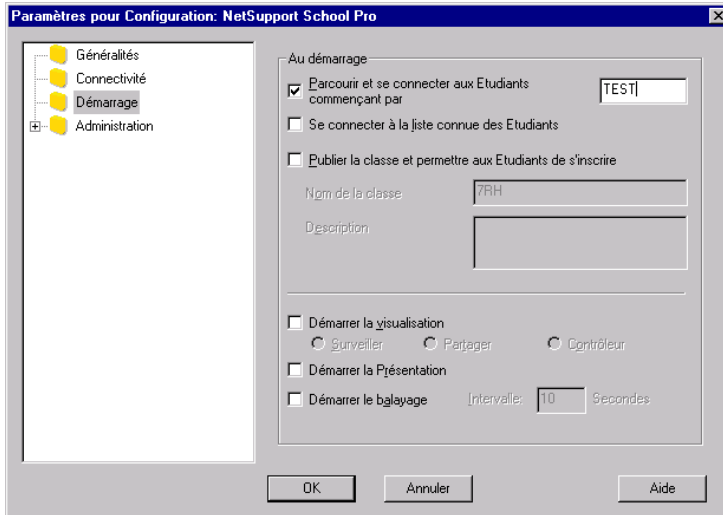 Paramètres pour Configuration: NetSupport School Pro
Généralités
Connectivité
Démarrage
Administration
Au démarrage
Parcourir et se connecter aux Etudiants
commençant par
TEST
Se connecter à la liste connue des Etudiants
Publier la classe et permettre aux Etudiants de s'inscrire
Nom de la classe
7RH
Description
Démarrer la visualisation
Surveiller
Partager
Contrôleur
Démarrer la Présentation
Démarrer le balayage
Intervalle:
10
Secondes
OK
Annuler
Aide